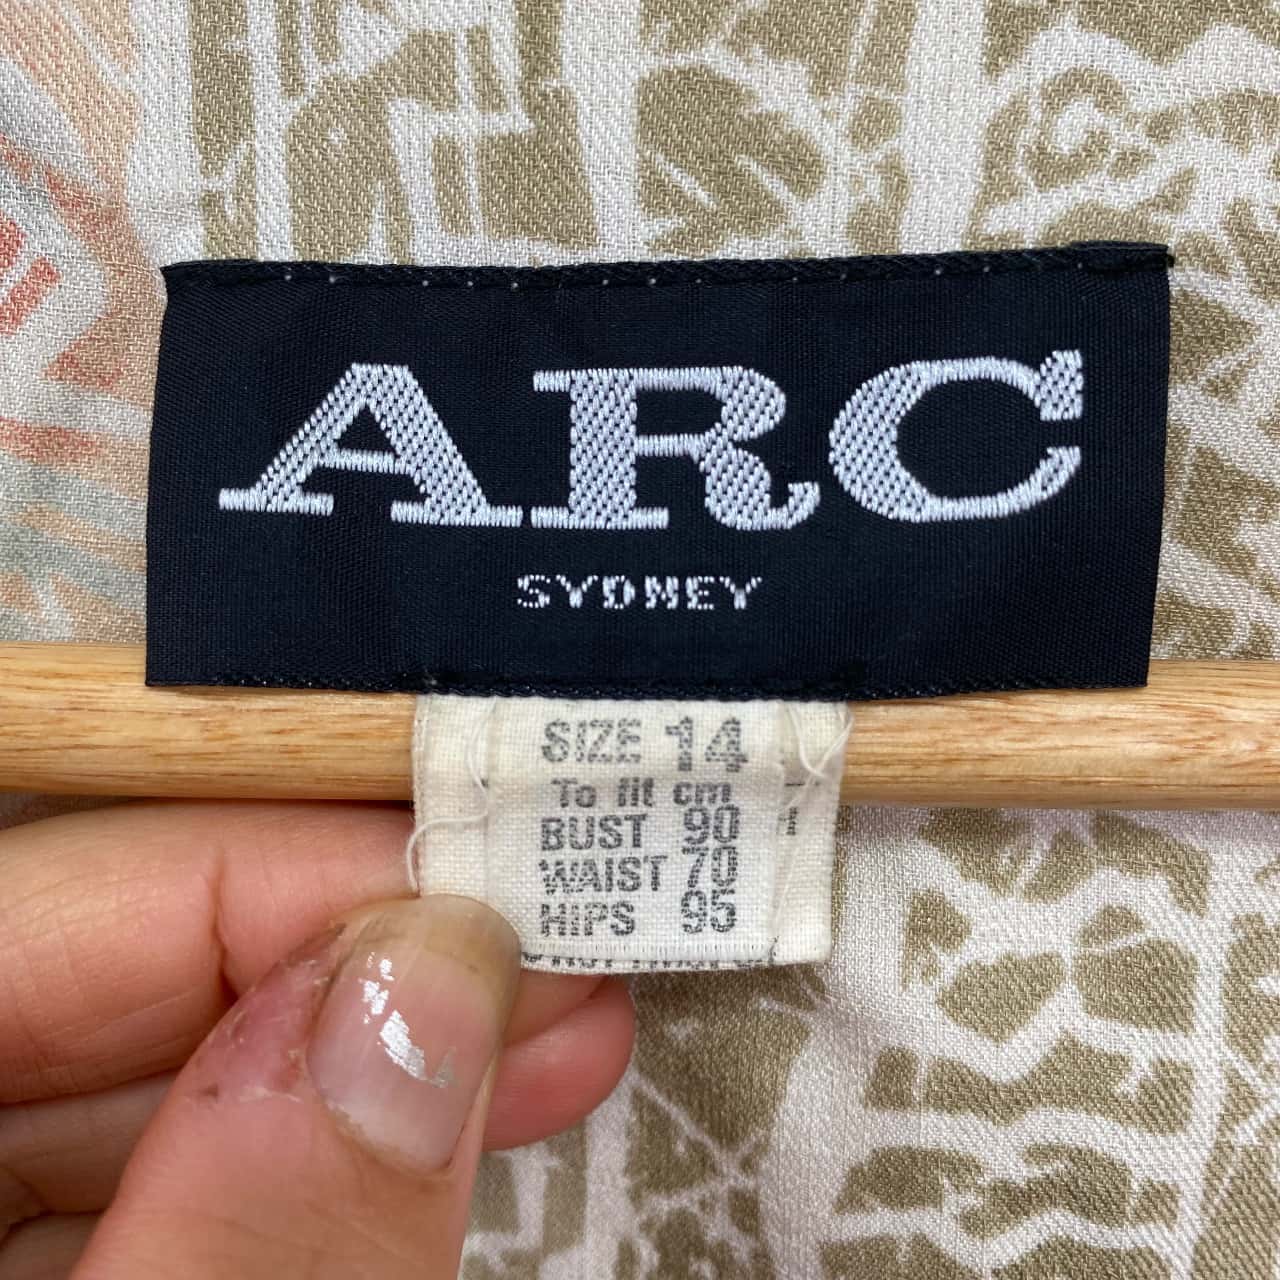 ARC
SYDNEY
SIZE 14
To fit cm
BUST 90
WAIST 70
HIPS 95